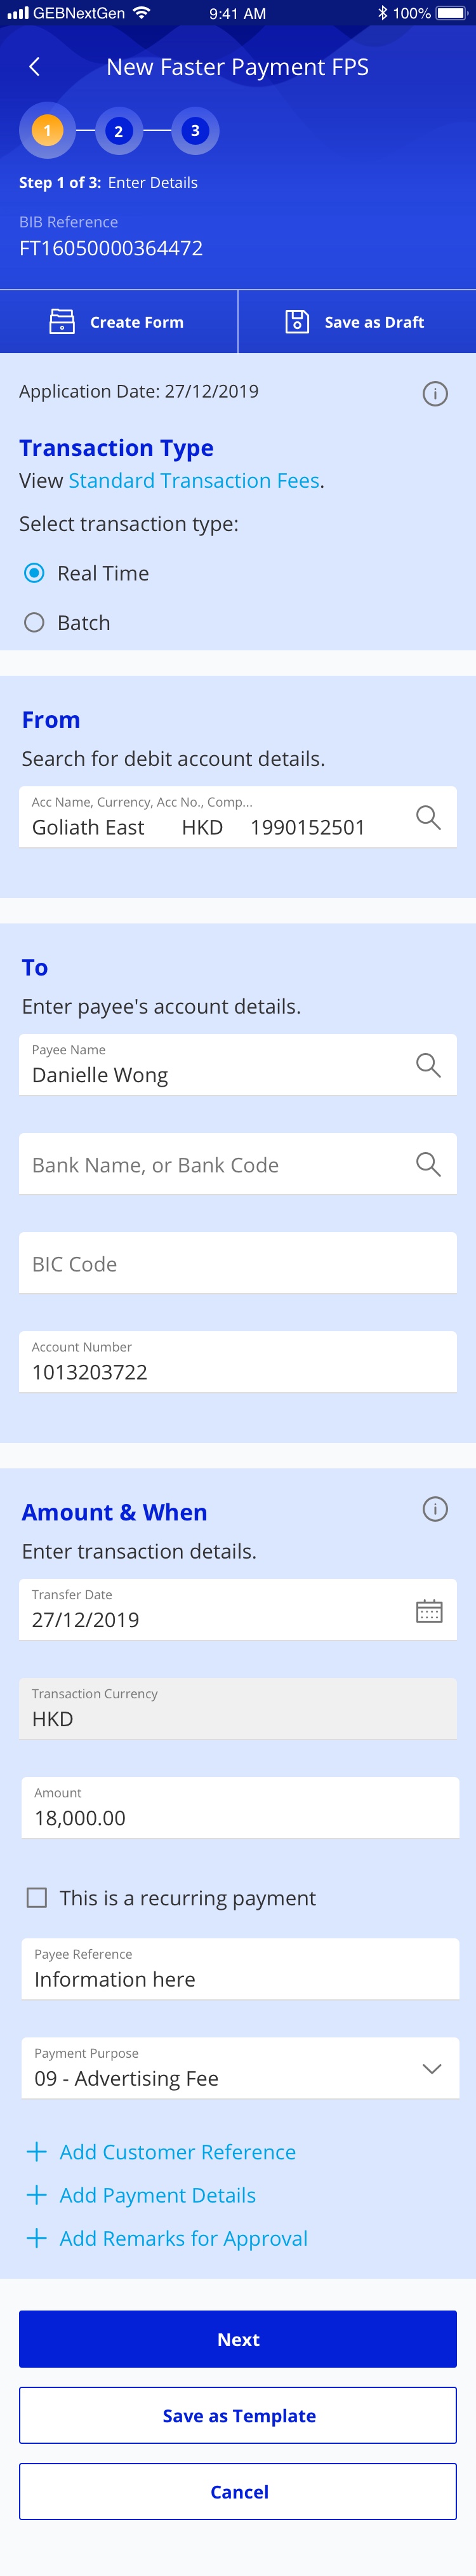 GEBNextGen 9:41 AM 100%
New Faster Payment FPS
1 2 3
Step 1 of 3: Enter Details
BIB Reference
FT16050000364472
Create Form Save as Draft
Application Date: 27/12/2019
Transaction Type
View Standard Transaction Fees.
Select transaction type:
Real Time
Batch
From
Search for debit account details.
Acc Name, Currency, Acc No., Comp...
Goliath East HKD 1990152501
To
Enter payee's account details.
Payee Name
Danielle Wong
Bank Name, or Bank Code
BIC Code
Account Number
1013203722
Amount & When
Enter transaction details.
Transfer Date
27/12/2019
Transaction Currency
HKD
Amount
18,000.00
This is a recurring payment
Payee Reference
Information here
Payment Purpose
09 - Advertising Fee
Add Customer Reference
Add Payment Details
Add Remarks for Approval
Next
Save as Template
Cancel